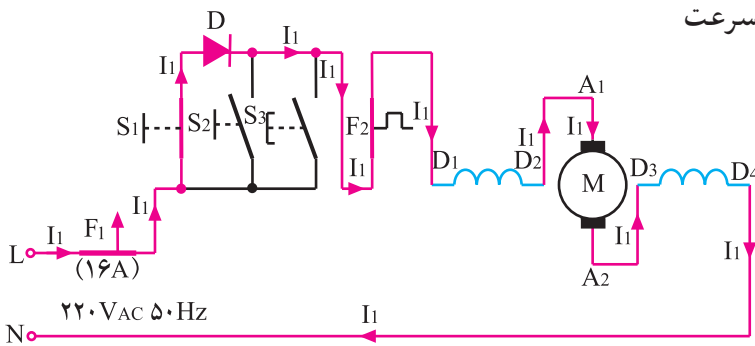 سرعت
D I1
I1 I1
S1 S2 S3 F2 I1 A1
I1 I1
D1 D2 M D3 D4
I1 F1 I1 I1
L I1
(۱۶A) A2 I1
۲۲۰VAC ۵۰Hz I1
N